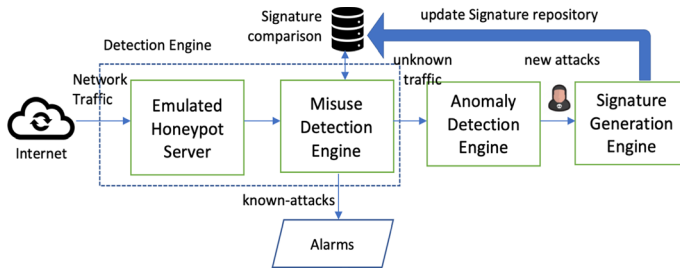 Signature
comparison
update Signature repository
Detection Engine
unknown
traffic
new attacks
Network
Traffic
Internet
Emulated
Honeypot
Server
Misuse
Detection
Engine
Anomaly
Detection
Engine
Signature
Generation
Engine
known-attacks
Alarms